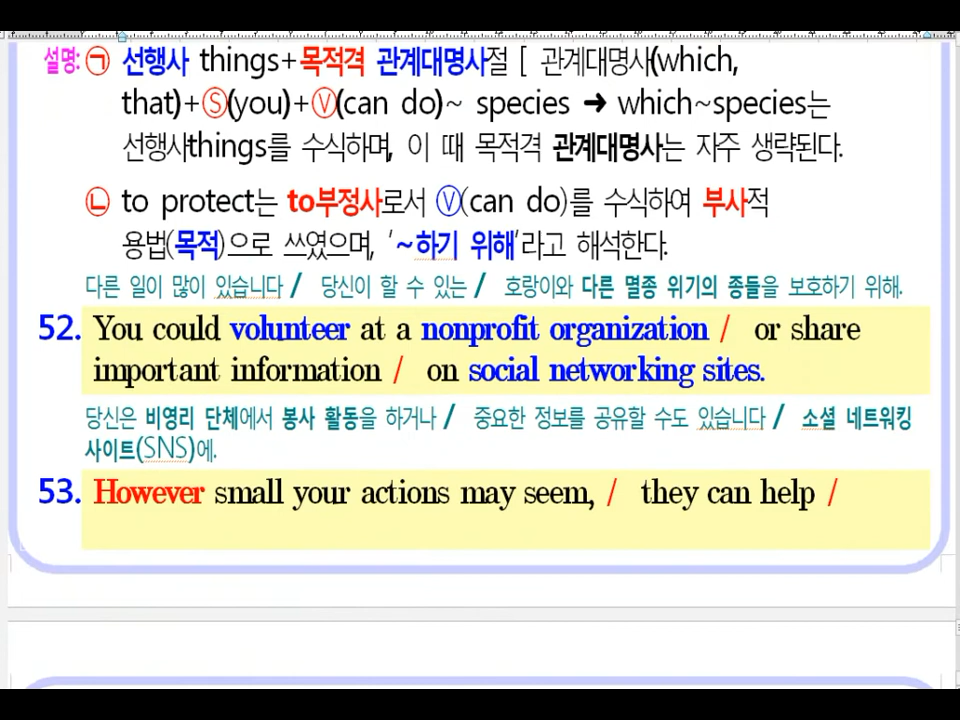 설명: ㉠ 선행사 things+목적격 관계대명사절 [ 관계대명사(which,
that)+Ⓢ(you)+Ⓥ(can do)~ species ➜ which~species는
선행사things를 수식하며, 이 때 목적격 관계대명사는 자주 생략된다.
㉡ to protect는 to부정사로서 Ⓥ(can do)를 수식하여 부사적
용법(목적)으로 쓰였으며, '~하기 위해'라고 해석한다.
다른 일이 많이 있습니다 / 당신이 할 수 있는 / 호랑이와 다른 멸종 위기의 종들을 보호하기 위해.
52. You could volunteer at a nonprofit organization / or share
important information / on social networking sites.
당신은 비영리 단체에서 봉사 활동을 하거나 / 중요한 정보를 공유할 수도 있습니다 / 소셜 네트워킹
사이트(SNS)에.
53. However small your actions may seem, / they can help /